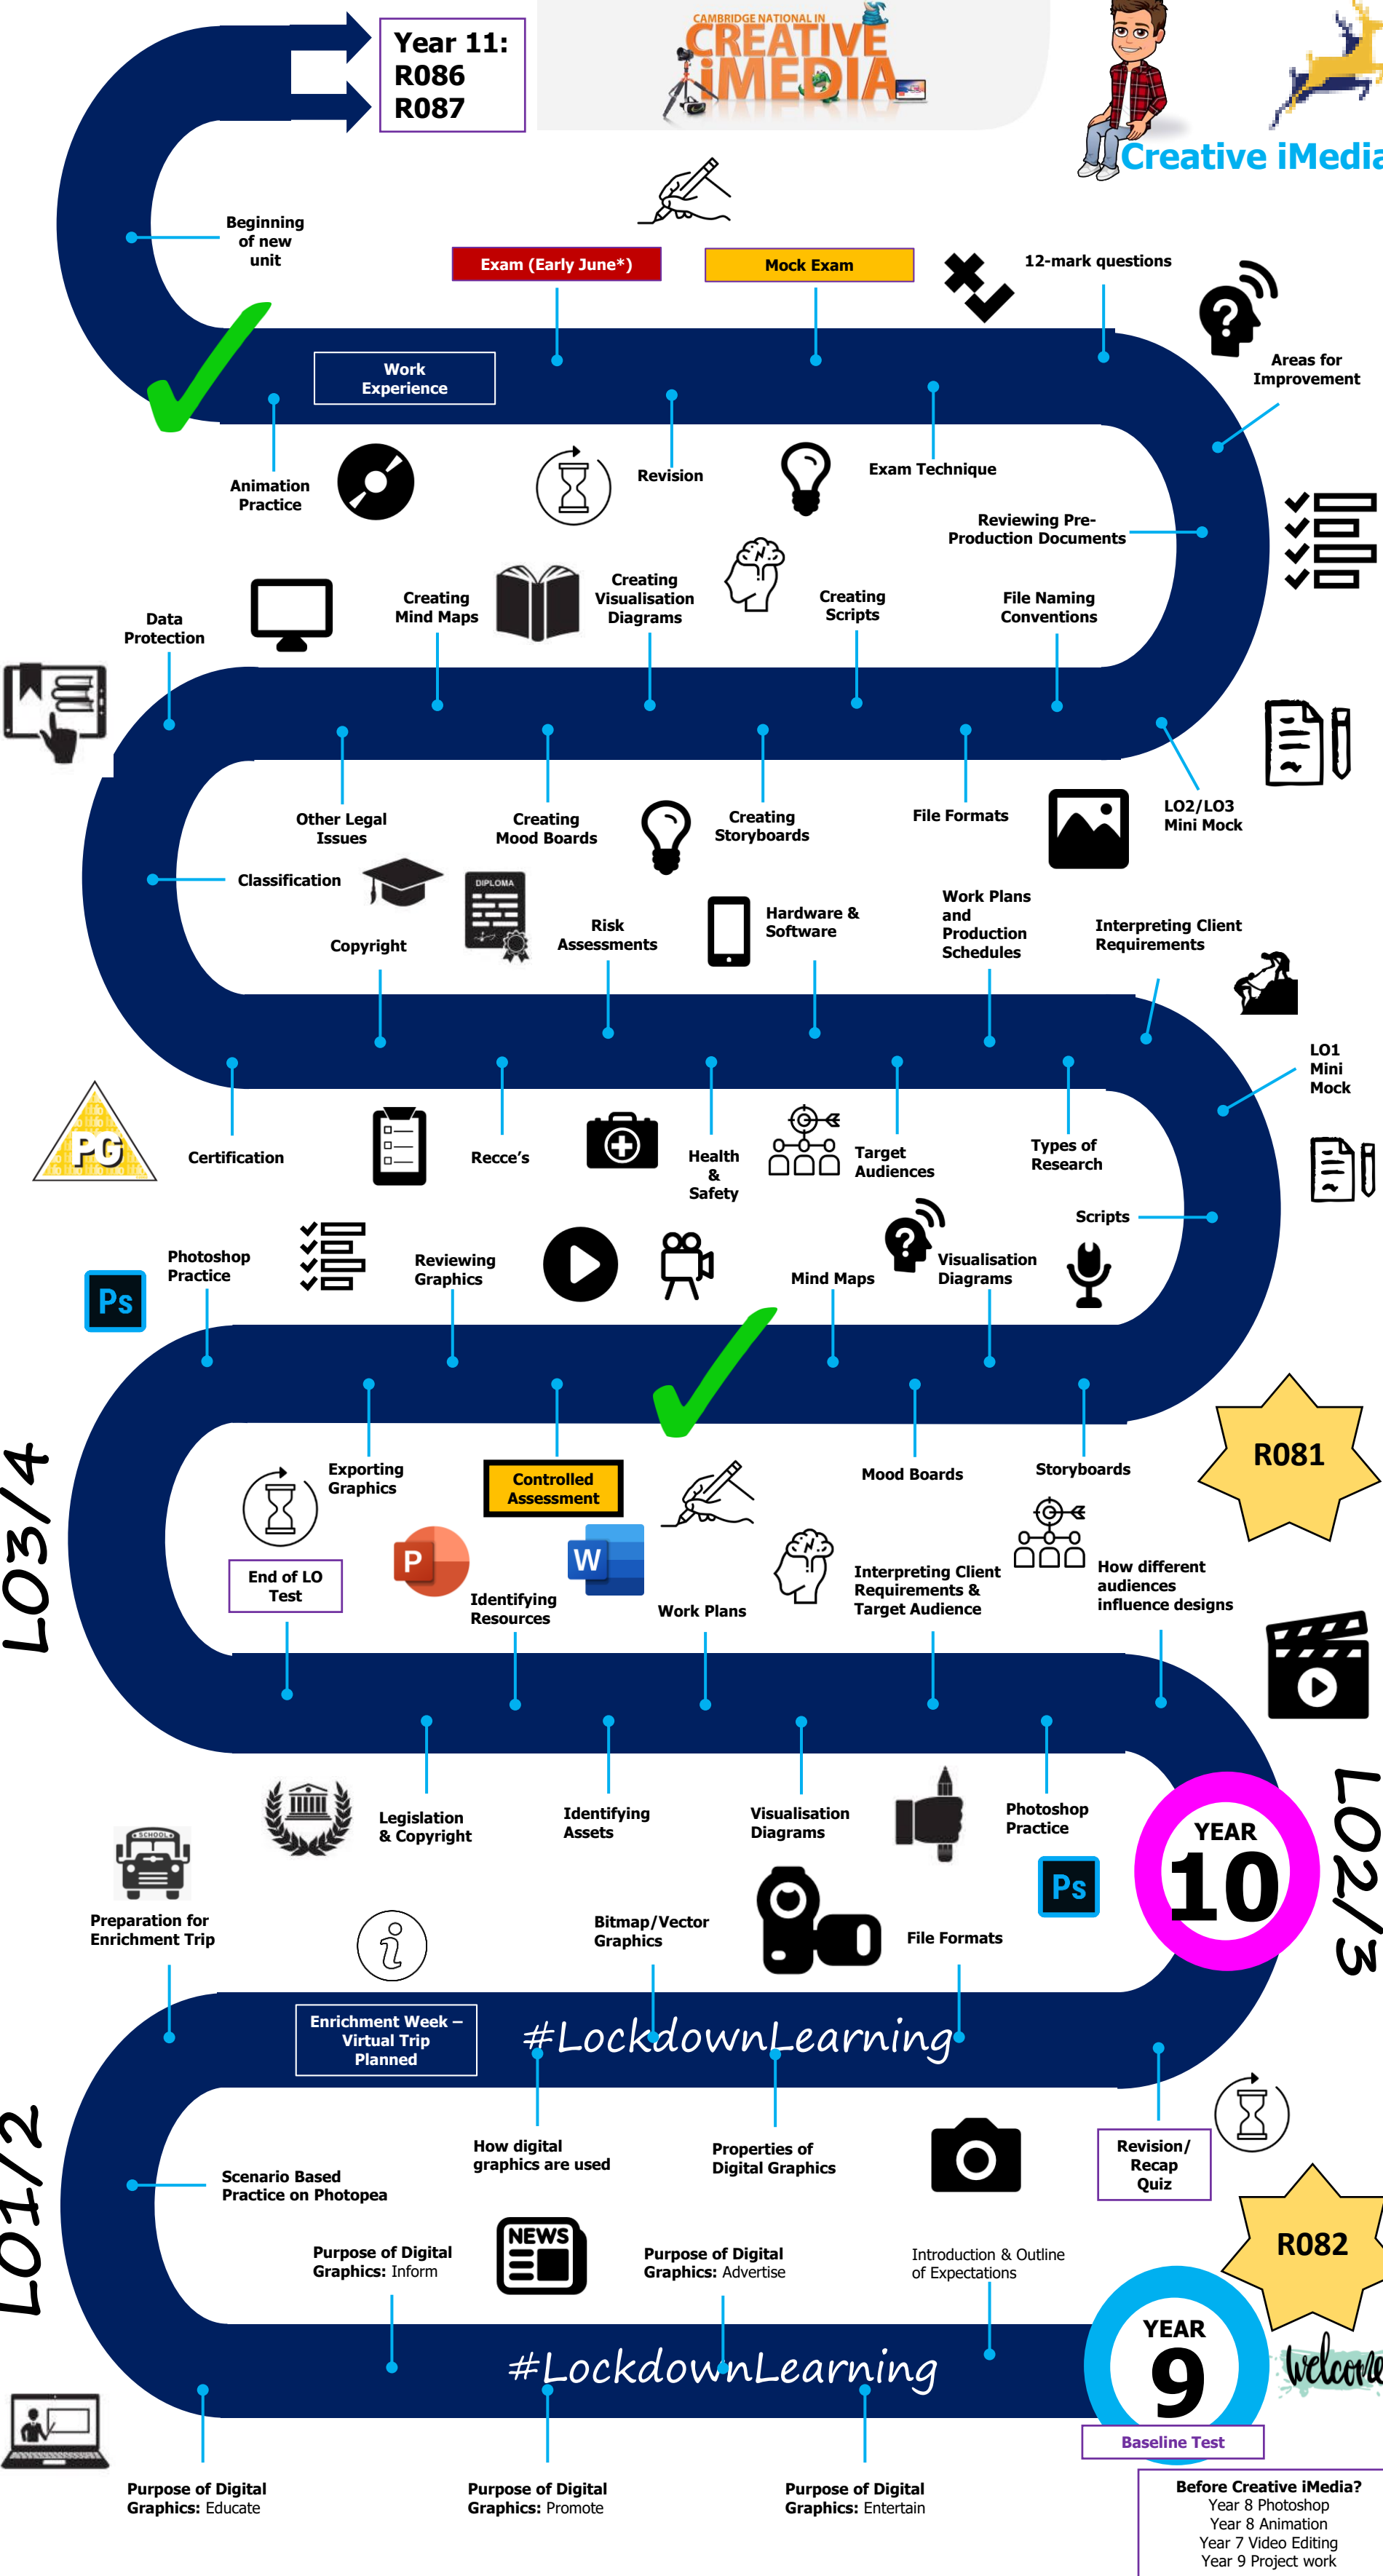 Year 11:
R086
R087
CAMBRIDGE NATIONAL IN
CREATIVE
iMEDIA
Creative iMedia
Beginning
of new
unit
Exam (Early June*)
Mock Exam
12-mark questions
Areas for
Improvement
Work
Experience
Animation
Practice
Revision
Exam Technique
Reviewing Pre-
Production Documents
Data
Protection
Creating
Mind Maps
Creating
Visualisation
Diagrams
Creating
Scripts
File Naming
Conventions
Other Legal
Issues
Creating
Mood Boards
Creating
Storyboards
File Formats
LO2/LO3
Mini Mock
Classification
DIPLOMA
Copyright
Risk
Assessments
Hardware &
Software
Work Plans
and
Production
Schedules
Interpreting Client
Requirements
LO1
Mini
Mock
PG
Certification
Recce's
Health
&
Safety
Target
Audiences
Types of
Research
Scripts
Photoshop
Practice
Ps
Reviewing
Graphics
Mind Maps
Visualisation
Diagrams
R081
LO3/4
Exporting
Graphics
Controlled
Assessment
Mood Boards
Storyboards
End of LO
Test
P
Identifying
Resources
W
Work Plans
Interpreting Client
Requirements &
Target Audience
How different
audiences
influence designs
Legislation
& Copyright
Identifying
Assets
Visualisation
Diagrams
Photoshop
Practice
Ps
YEAR
10
LO2/3
SCHOOL
Preparation for
Enrichment Trip
i
Bitmap/Vector
Graphics
File Formats
Enrichment Week –
Virtual Trip
Planned
#LockdownLearning
How digital
graphics are used
Properties of
Digital Graphics
Revision/
Recap
Quiz
LO1/2
Scenario Based
Practice on Photopea
R082
Purpose of Digital
Graphics: Inform
NEWS
Purpose of Digital
Graphics: Advertise
Introduction & Outline
of Expectations
#LockdownLearning
YEAR
9
welcome
Baseline Test
Purpose of Digital
Graphics: Educate
Purpose of Digital
Graphics: Promote
Purpose of Digital
Graphics: Entertain
Before Creative iMedia?
Year 8 Photoshop
Year 8 Animation
Year 7 Video Editing
Year 9 Project work